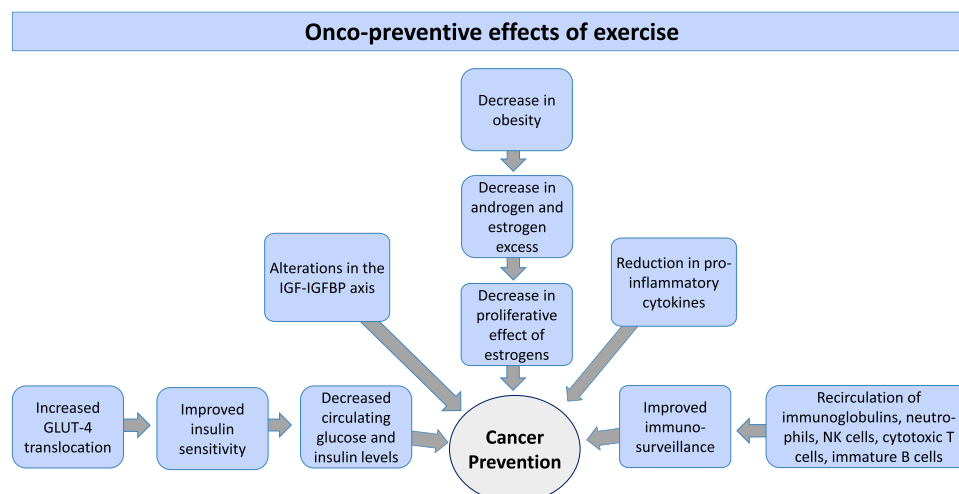 Onco-preventive effects of exercise
Decrease in
obesity
Decrease in
androgen and
estrogen
excess
Alterations in the
IGF-IGFBP axis
Reduction in pro-
inflammatory
cytokines
Decrease in
proliferative
effect of
estrogens
Increased
GLUT-4
translocation
Improved
insulin
sensitivity
Decreased
circulating
glucose and
insulin levels
Cancer
Prevention
Improved
immuno-
surveillance
Recirculation of
immunoglobulins, neutro-
phils, NK cells, cytotoxic T
cells, immature B cells